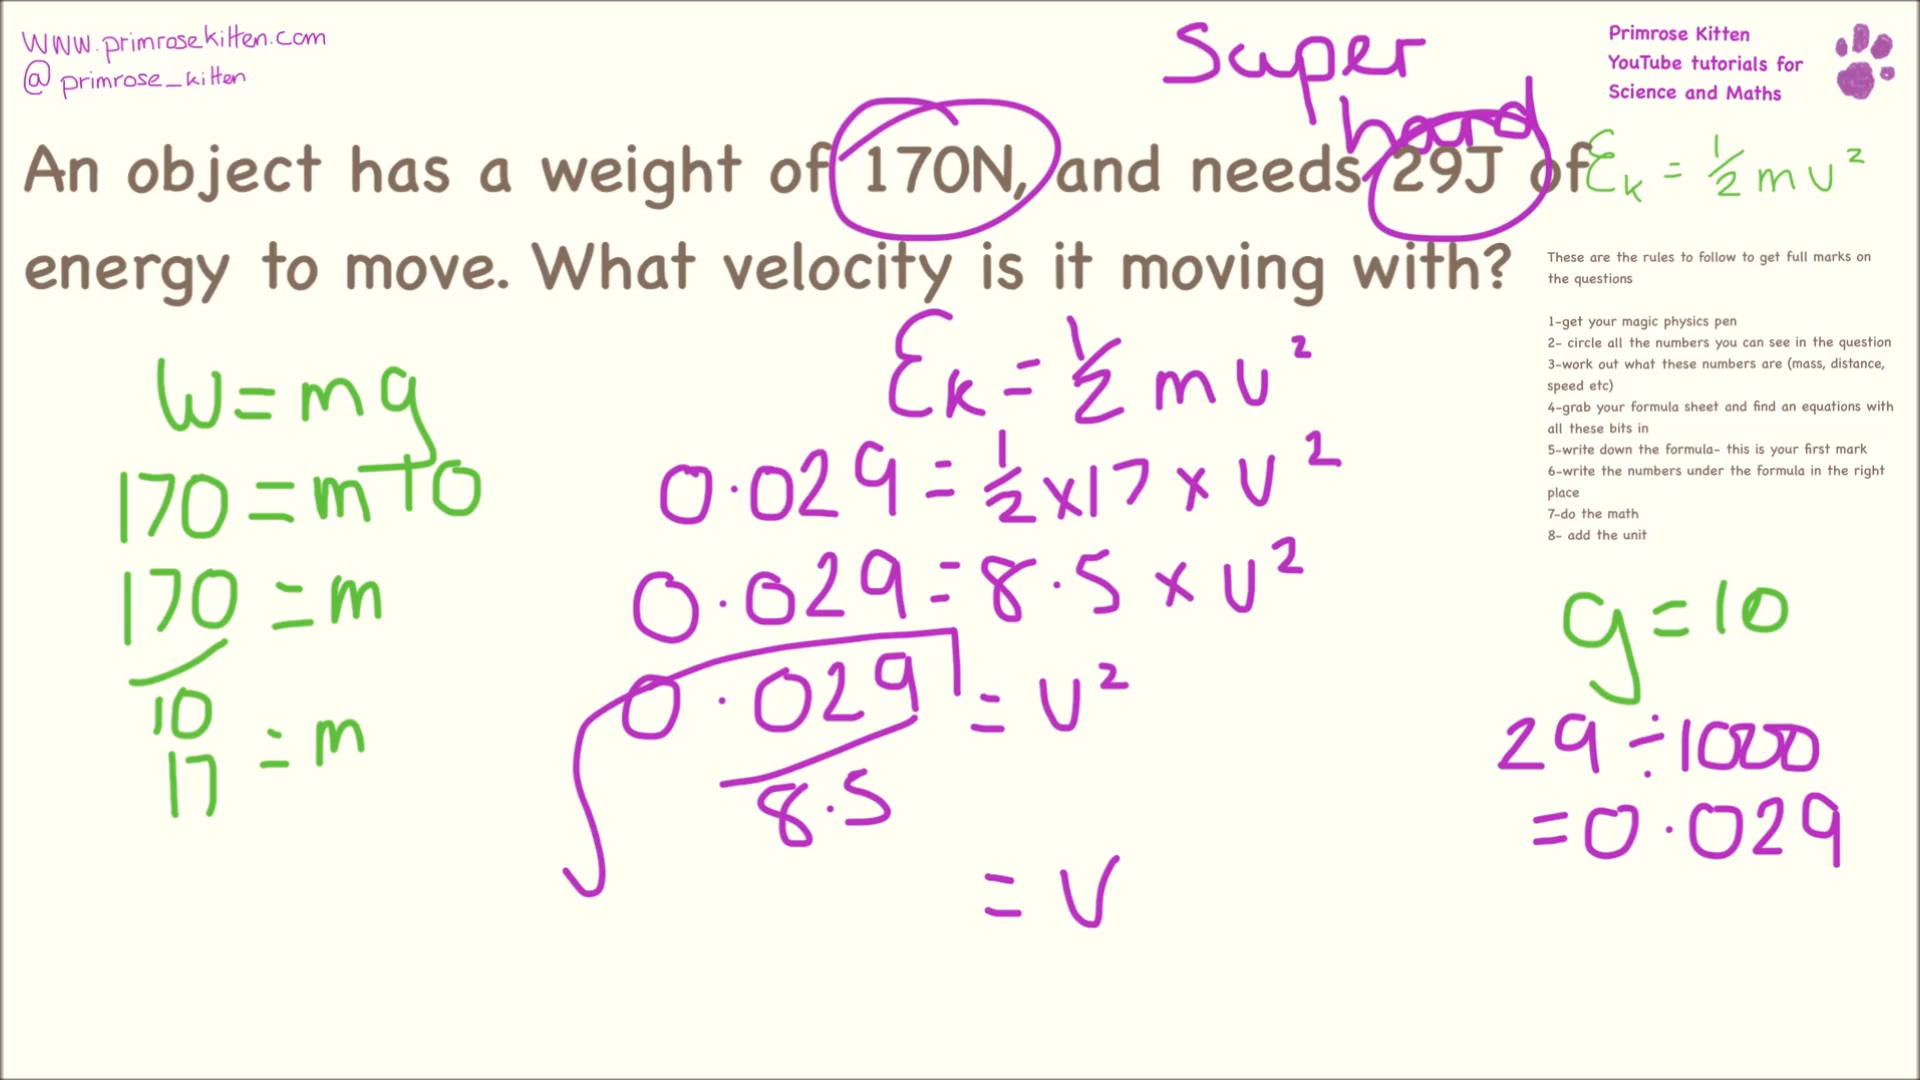 www.primrosekitten.com
@primrose_kitten
Super
hard
Primrose Kitten
YouTube tutorials for
Science and Maths
An object has a weight of 170N, and needs 29J of
energy to move. What velocity is it moving with?
Ek = ½mv²
These are the rules to follow to get full marks on
the questions
1-get your magic physics pen
2- circle all the numbers you can see in the question
3-work out what these numbers are (mass, distance,
speed etc)
4-grab your formula sheet and find an equations with
all these bits in
5-write down the formula- this is your first mark
6-write the numbers under the formula in the right
place
7-do the math
8- add the unit
W=mg
170=m10
170/10=m
17=m
Ek=½mv²
0.029=½×17×v²
0.029=8.5×v²
√0.029/8.5=v²
=v
g=10
29÷1000
=0.029